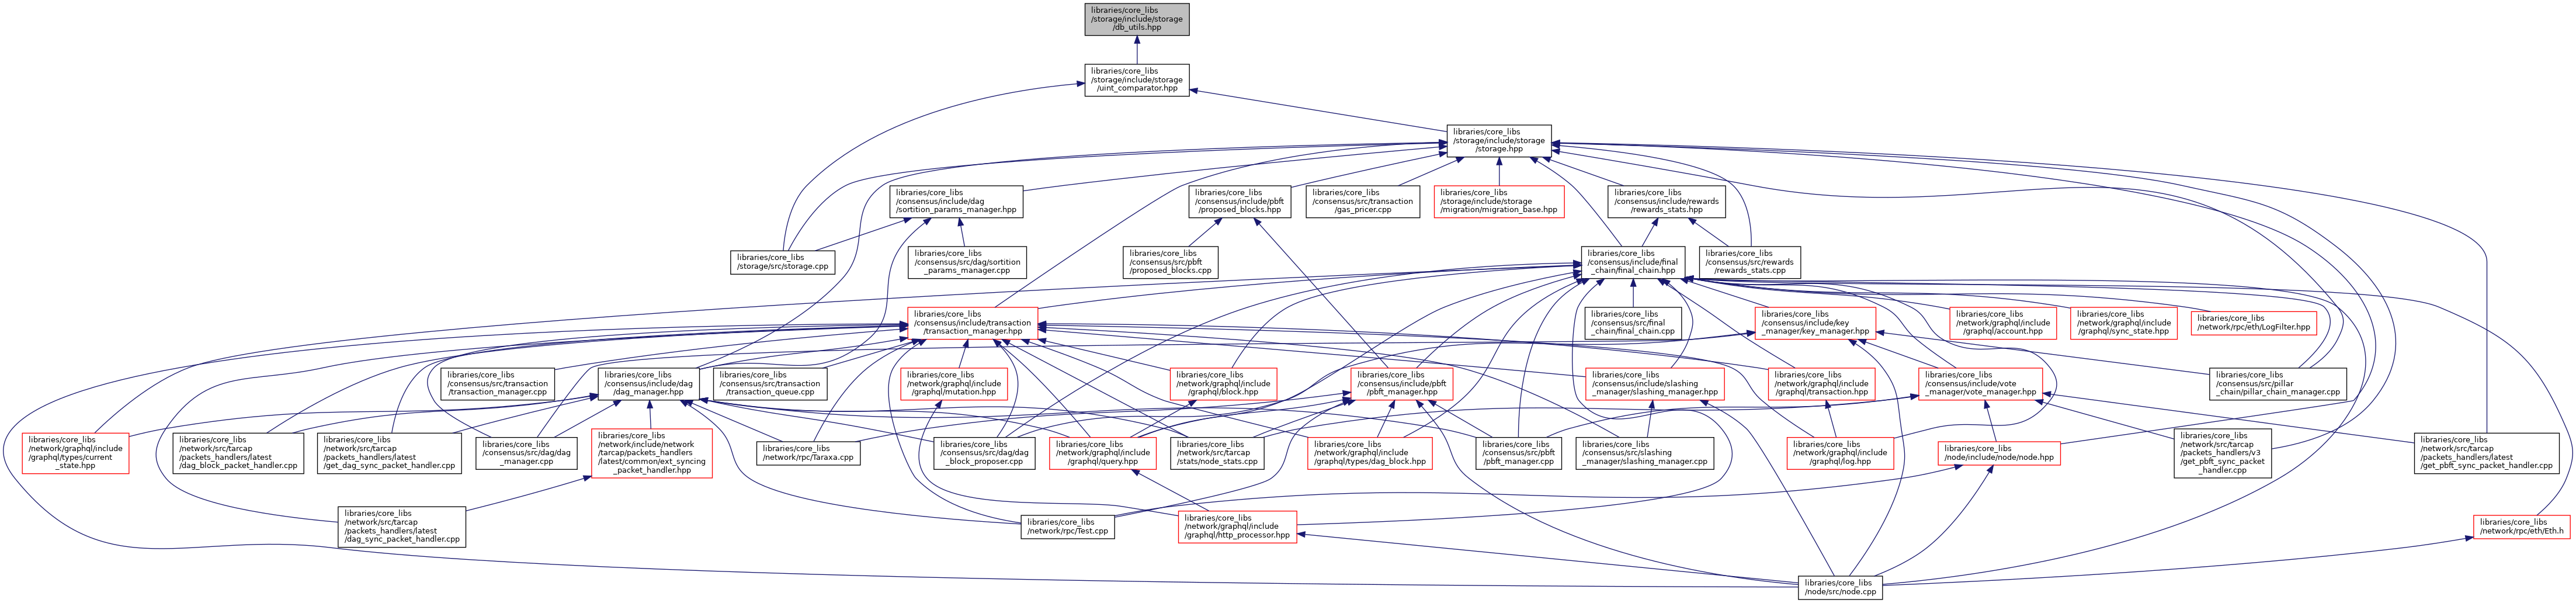 libraries/core_libs
/storage/include/storage
/db_utils.hpp
libraries/core_libs
/storage/include/storage
/uint_comparator.hpp
libraries/core_libs
/storage/include/storage
/storage.hpp
libraries/core_libs
/consensus/include/dag
/sortition_params_manager.hpp
libraries/core_libs
/consensus/include/pbft
/proposed_blocks.hpp
libraries/core_libs
/consensus/src/transaction
/gas_pricer.cpp
libraries/core_libs
/storage/include/storage
/migration/migration_base.hpp
libraries/core_libs
/consensus/include/rewards
/rewards_stats.hpp
libraries/core_libs
/storage/src/storage.cpp
libraries/core_libs
/consensus/src/dag/sortition
_params_manager.cpp
libraries/core_libs
/consensus/src/pbft
/proposed_blocks.cpp
libraries/core_libs
/consensus/include/final
_chain/final_chain.hpp
libraries/core_libs
/consensus/src/rewards
/rewards_stats.cpp
libraries/core_libs
/consensus/include/transaction
/transaction_manager.hpp
libraries/core_libs
/consensus/src/final
_chain/final_chain.cpp
libraries/core_libs
/consensus/include/key
_manager/key_manager.hpp
libraries/core_libs
/network/graphql/include
/graphql/account.hpp
libraries/core_libs
/network/graphql/include
/graphql/sync_state.hpp
libraries/core_libs
/network/rpc/eth/LogFilter.hpp
libraries/core_libs
/consensus/src/transaction
/transaction_manager.cpp
libraries/core_libs
/consensus/include/dag
/dag_manager.hpp
libraries/core_libs
/consensus/src/transaction
/transaction_queue.cpp
libraries/core_libs
/network/graphql/include
/graphql/mutation.hpp
libraries/core_libs
/network/graphql/include
/graphql/block.hpp
libraries/core_libs
/consensus/include/pbft
/pbft_manager.hpp
libraries/core_libs
/consensus/include/slashing
_manager/slashing_manager.hpp
libraries/core_libs
/network/graphql/include
/graphql/transaction.hpp
libraries/core_libs
/consensus/include/vote
_manager/vote_manager.hpp
libraries/core_libs
/consensus/src/pillar
_chain/pillar_chain_manager.cpp
libraries/core_libs
/network/graphql/include
/graphql/types/current
_state.hpp
libraries/core_libs
/network/src/tarcap
/packets_handlers/latest
/dag_block_packet_handler.cpp
libraries/core_libs
/network/src/tarcap
/packets_handlers/latest
/get_dag_sync_packet_handler.cpp
libraries/core_libs
/consensus/src/dag/dag
_manager.cpp
libraries/core_libs
/network/include/network
/tarcap/packets_handlers
/latest/common/ext_syncing
_packet_handler.hpp
libraries/core_libs
/network/rpc/Taraxa.cpp
libraries/core_libs
/consensus/src/dag/dag
_block_proposer.cpp
libraries/core_libs
/network/graphql/include
/graphql/query.hpp
libraries/core_libs
/network/src/tarcap
/stats/node_stats.cpp
libraries/core_libs
/network/graphql/include
/graphql/types/dag_block.hpp
libraries/core_libs
/consensus/src/pbft
/pbft_manager.cpp
libraries/core_libs
/consensus/src/slashing
_manager/slashing_manager.cpp
libraries/core_libs
/network/graphql/include
/graphql/log.hpp
libraries/core_libs
/node/include/node/node.hpp
libraries/core_libs
/network/src/tarcap
/packets_handlers/v3
/get_pbft_sync_packet
_handler.cpp
libraries/core_libs
/network/src/tarcap
/packets_handlers/latest
/get_pbft_sync_packet_handler.cpp
libraries/core_libs
/network/src/tarcap
/packets_handlers/latest
/dag_sync_packet_handler.cpp
libraries/core_libs
/network/rpc/Test.cpp
libraries/core_libs
/network/graphql/include
/graphql/http_processor.hpp
libraries/core_libs
/network/rpc/eth/Eth.h
libraries/core_libs
/node/src/node.cpp